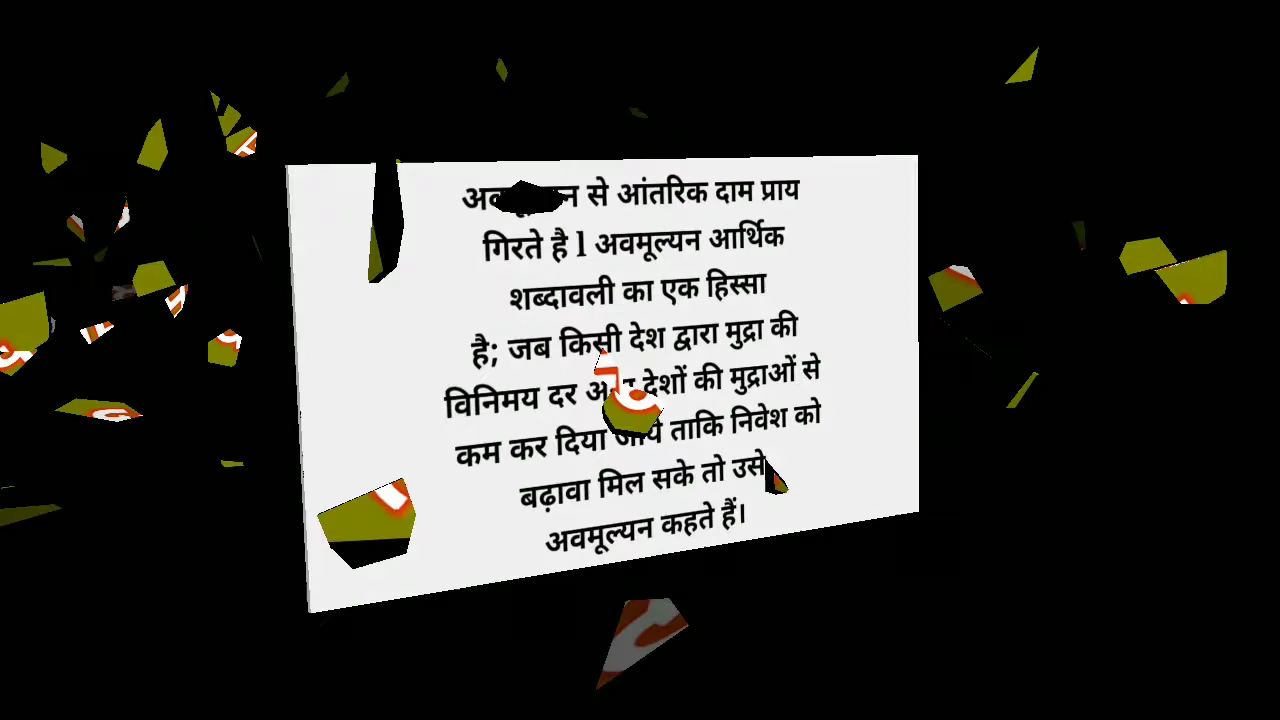 से आंतरिक दाम प्राय
गिरते है l अवमूल्यन आर्थिक
शब्दावली का एक हिस्सा
है; जब किसी देश द्वारा मुद्रा की
विनिमय दर देशों की मुद्राओं से
कम कर दिया जाये ताकि निवेश को
बढ़ावा मिल सके तो उसे
अवमूल्यन कहते हैं।